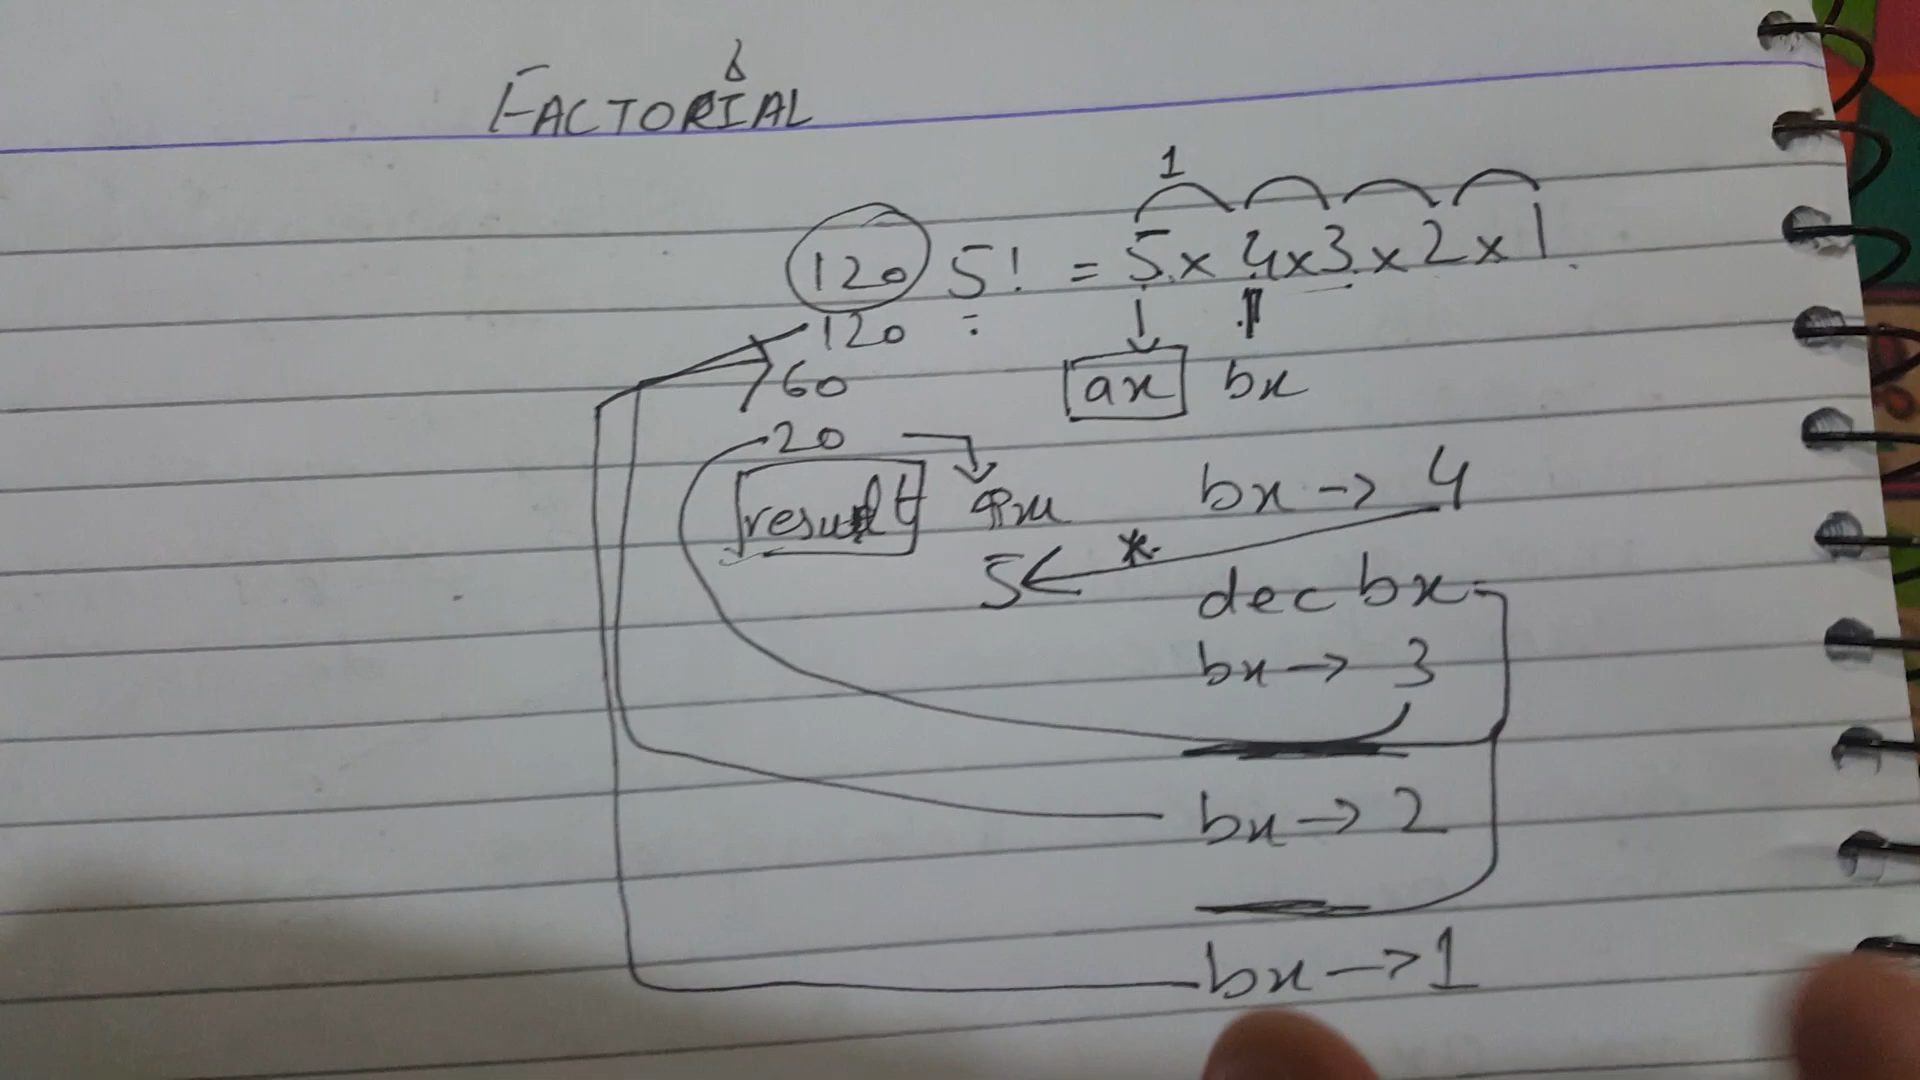 FACTORIAL
1
120 5! = 5 x 4 x 3 x 2 x 1
120 :
60 ax bx
20
result bx -> 4
5 *
dec bx
bx -> 3
bx -> 2
bx -> 1